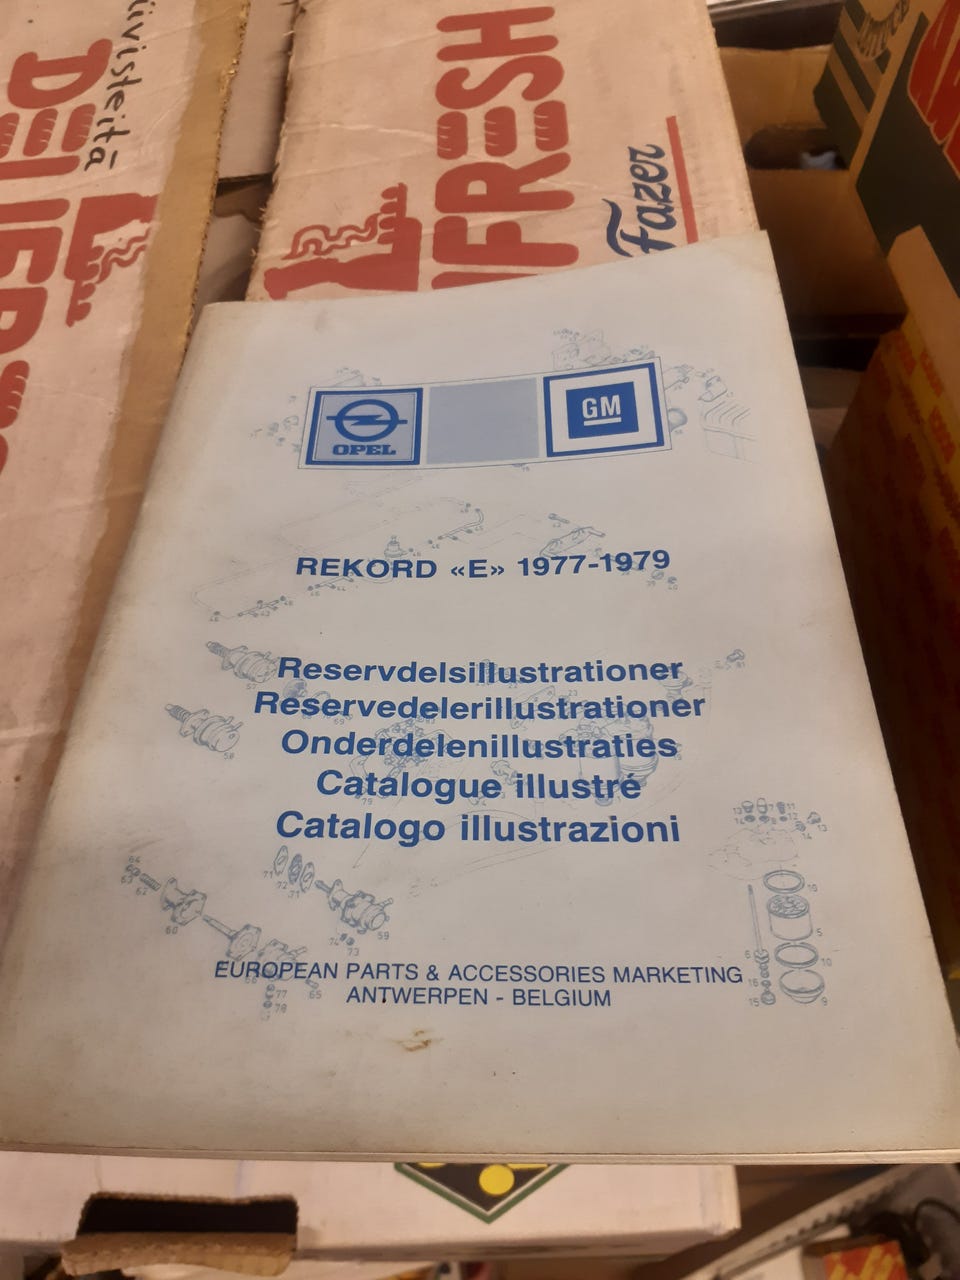 uivisteitä
FRESH
Fazer
OPEL
GM
REKORD «E» 1977-1979
Reservdelsillustrationer
Reservedelerillustrationer
Onderdelenillustraties
Catalogue illustré
Catalogo illustrazioni
EUROPEAN PARTS & ACCESSORIES MARKETING
ANTWERPEN - BELGIUM